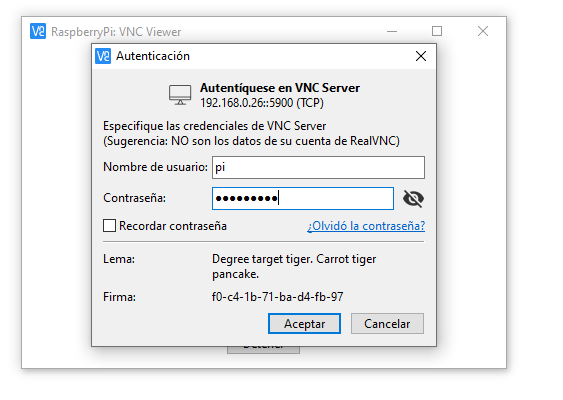 RaspberryPi: VNC Viewer
Autenticación
Autentíquese en VNC Server
192.168.0.26::5900 (TCP)
Especifique las credenciales de VNC Server
(Sugerencia: NO son los datos de su cuenta de RealVNC)
Nombre de usuario: pi
Contraseña: ●●●●●●●●●
Recordar contraseña ¿Olvidó la contraseña?
Lema: Degree target tiger. Carrot tiger
pancake.
Firma: f0-c4-1b-71-ba-d4-fb-97
Aceptar Cancelar